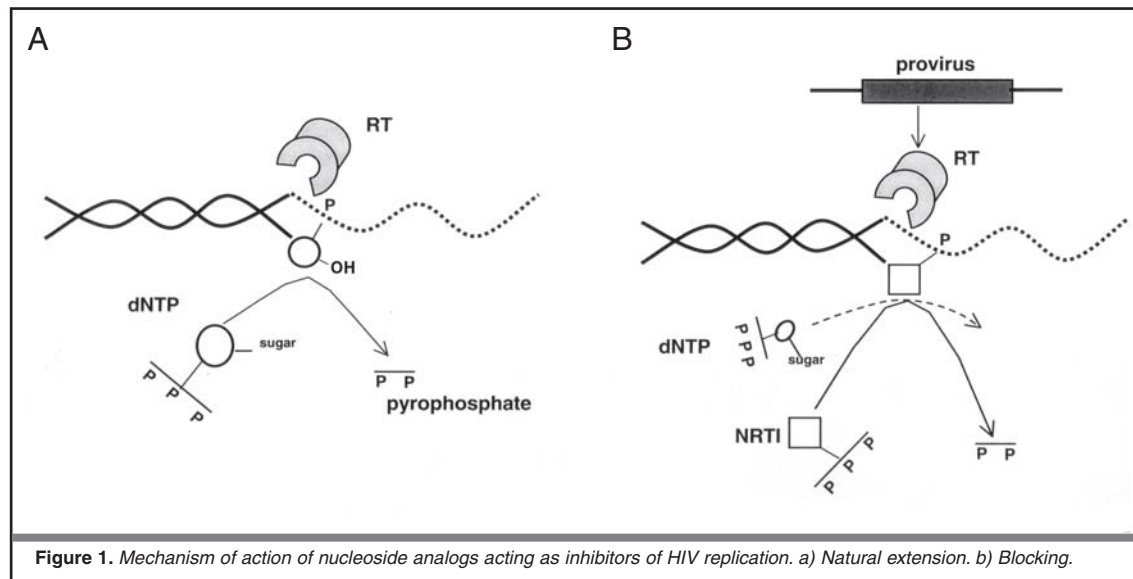 A
RT
P
OH
dNTP
sugar
P P P
P P
pyrophosphate
B
provirus
RT
P
dNTP
P P P
sugar
NRTI
P P P
P P
Figure 1. Mechanism of action of nucleoside analogs acting as inhibitors of HIV replication. a) Natural extension. b) Blocking.